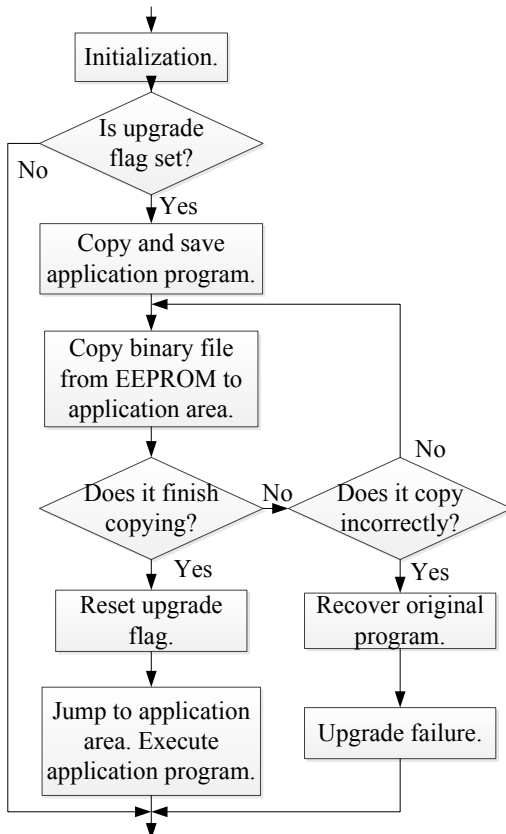 Initialization.
Is upgrade
flag set?
No
Yes
Copy and save
application program.
Copy binary file
from EEPROM to
application area.
No
Does it finish
copying?
No
Does it copy
incorrectly?
Yes
Yes
Reset upgrade
flag.
Recover original
program.
Jump to application
area. Execute
application program.
Upgrade failure.